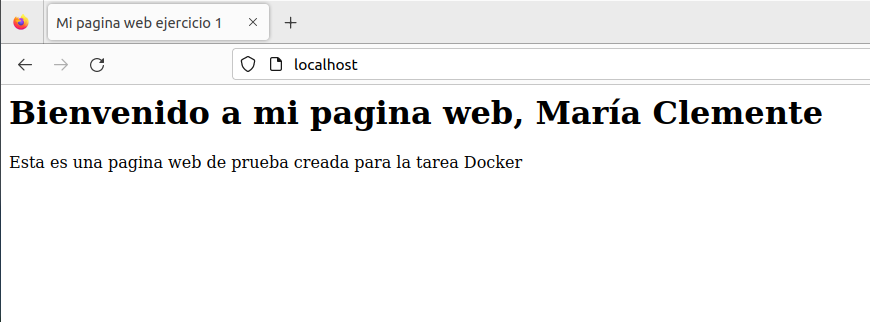 Mi pagina web ejercicio 1
localhost
Bienvenido a mi pagina web, María Clemente
Esta es una pagina web de prueba creada para la tarea Docker